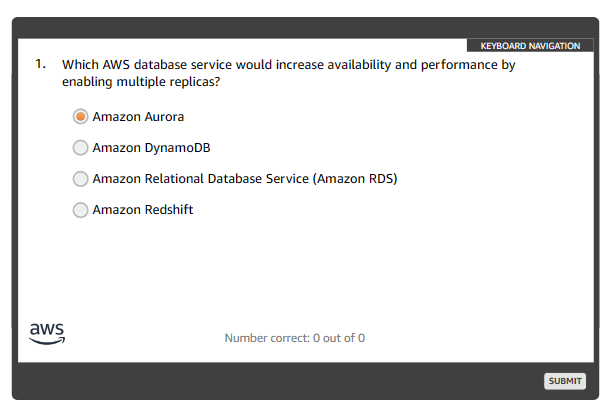 KEYBOARD NAVIGATION
1. Which AWS database service would increase availability and performance by
enabling multiple replicas?
Amazon Aurora
Amazon DynamoDB
Amazon Relational Database Service (Amazon RDS)
Amazon Redshift
aws
Number correct: 0 out of 0
SUBMIT